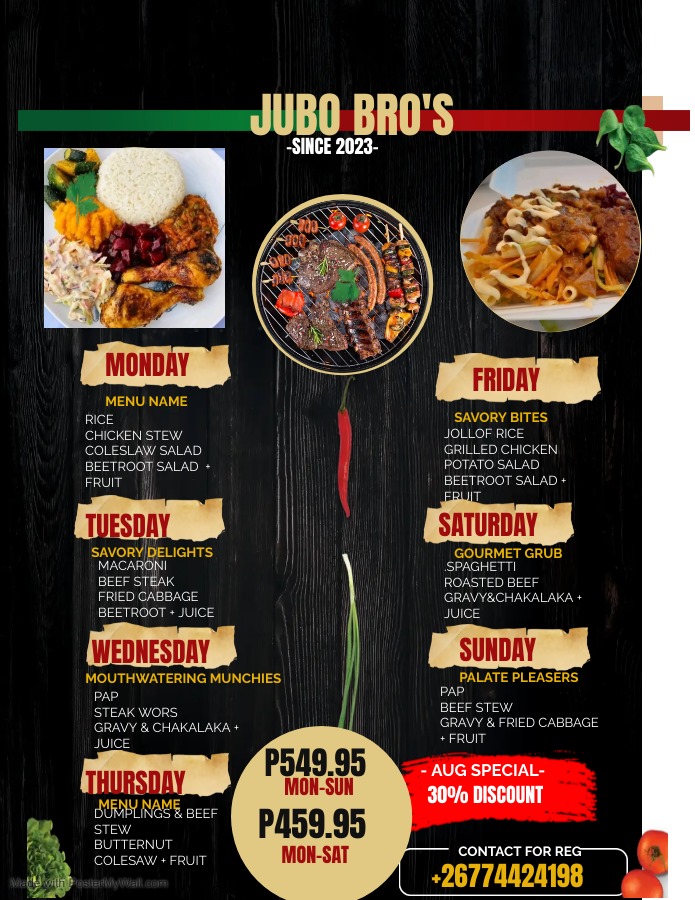 JUBO BRO'S
-SINCE 2023-
MONDAY
MENU NAME
RICE
CHICKEN STEW
COLESLAW SALAD
BEETROOT SALAD +
FRUIT
TUESDAY
SAVORY DELIGHTS
MACARONI
BEEF STEAK
FRIED CABBAGE
BEETROOT + JUICE
WEDNESDAY
MOUTHWATERING MUNCHIES
PAP
STEAK WORS
GRAVY & CHAKALAKA +
JUICE
THURSDAY
MENU NAME
DUMPLINGS & BEEF
STEW
BUTTERNUT
COLESAW + FRUIT
FRIDAY
SAVORY BITES
JOLLOF RICE
GRILLED CHICKEN
POTATO SALAD
BEETROOT SALAD +
FRUIT
SATURDAY
GOURMET GRUB
.SPAGHETTI
ROASTED BEEF
GRAVY&CHAKALAKA +
JUICE
SUNDAY
PALATE PLEASERS
PAP
BEEF STEW
GRAVY & FRIED CABBAGE
+ FRUIT
P549.95
MON-SUN
P459.95
MON-SAT
- AUG SPECIAL-
30% DISCOUNT
CONTACT FOR REG
+26774424198
Made with PosterMyWall.com